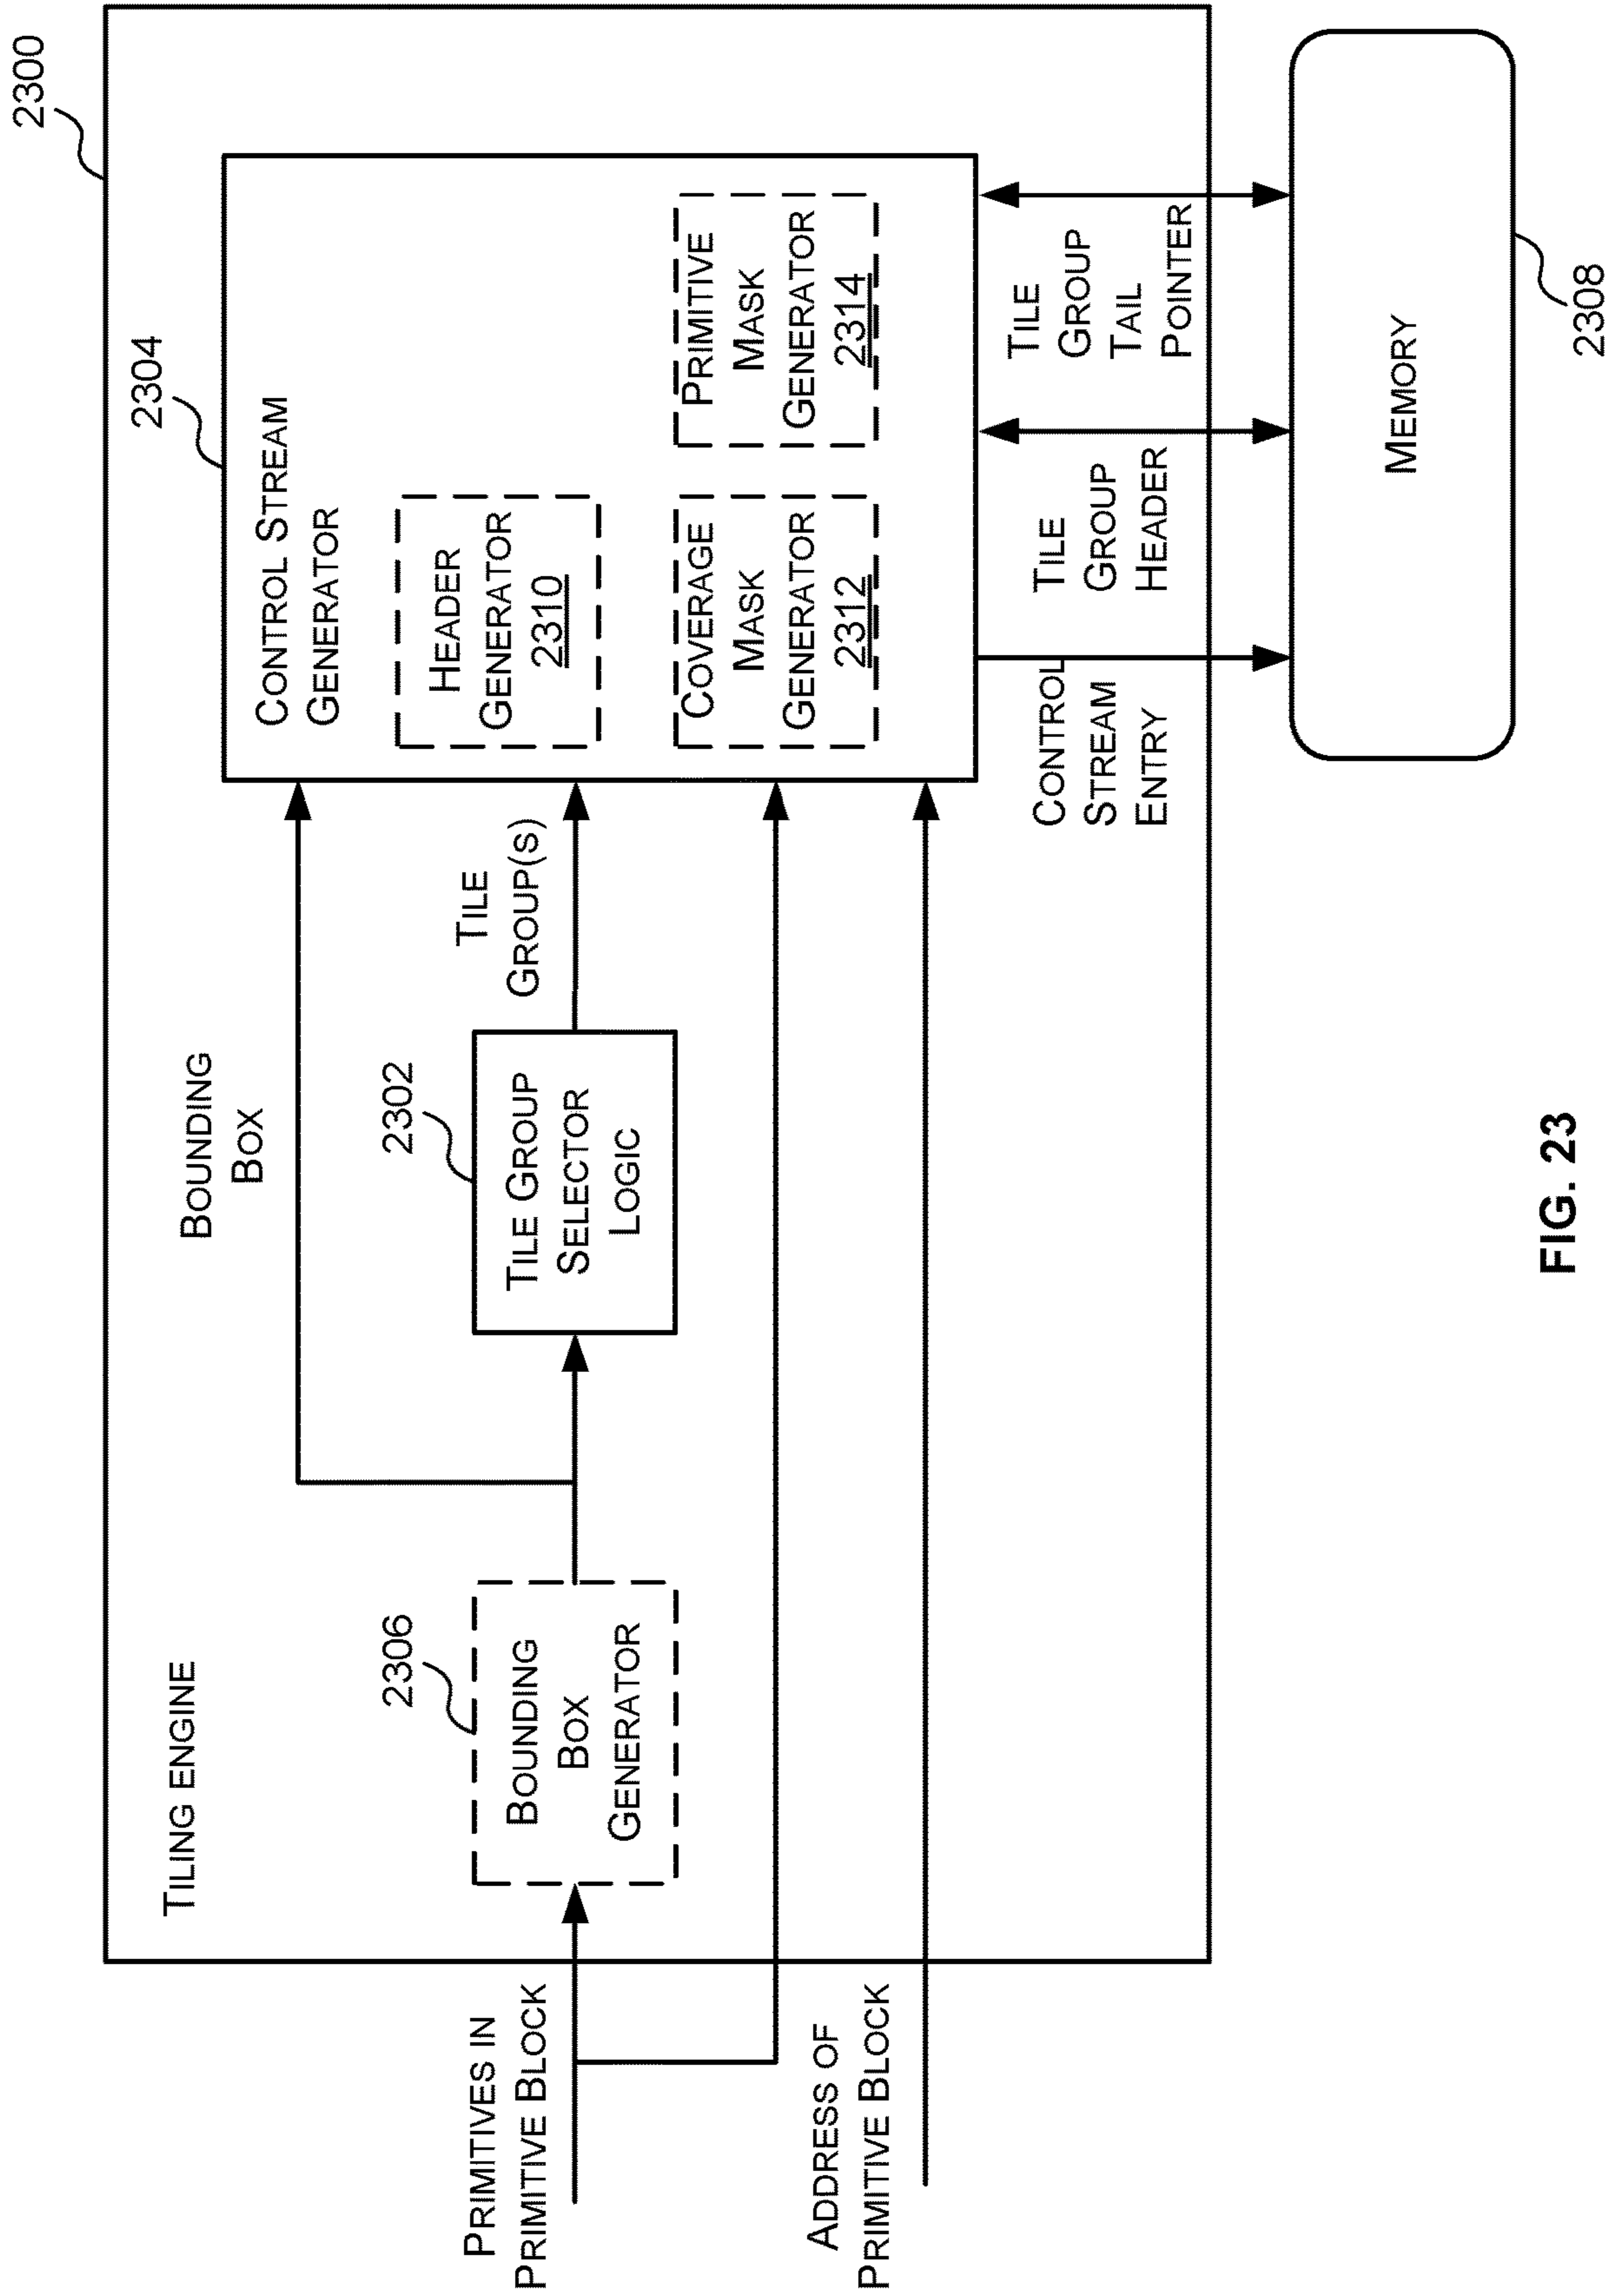 2300
TILING ENGINE
2304
BOUNDING
BOX
CONTROL STREAM
GENERATOR
2306
2302
PRIMITIVES IN
PRIMITIVE BLOCK
BOUNDING
BOX
GENERATOR
TILE GROUP
SELECTOR
LOGIC
TILE
GROUP(S)
HEADER
GENERATOR
2310
COVERAGE
MASK
GENERATOR
2312
PRIMITIVE
MASK
GENERATOR
2314
ADDRESS OF
PRIMITIVE BLOCK
CONTROL
STREAM
ENTRY
TILE
GROUP
HEADER
TILE
GROUP
TAIL
POINTER
MEMORY
2308
FIG. 23